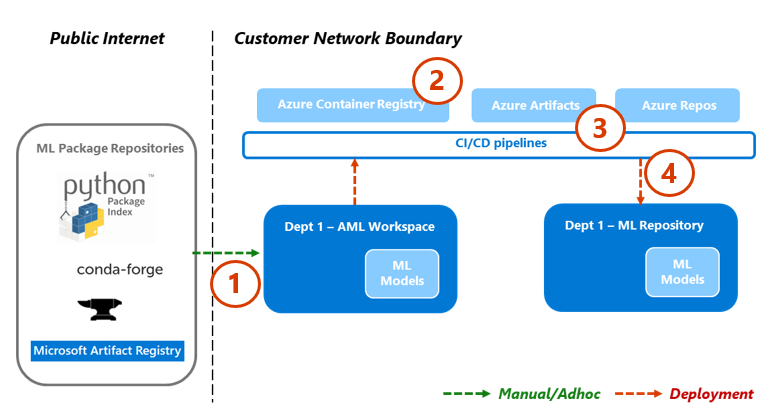 Public Internet
Customer Network Boundary
2
Azure Container Registry
Azure Artifacts
Azure Repos
3
CI/CD pipelines
ML Package Repositories
python™
Package
Index
conda-forge
Microsoft Artifact Registry
1
Dept 1 – AML Workspace
ML
Models
4
Dept 1 – ML Repository
ML
Models
Manual/Adhoc
Deployment